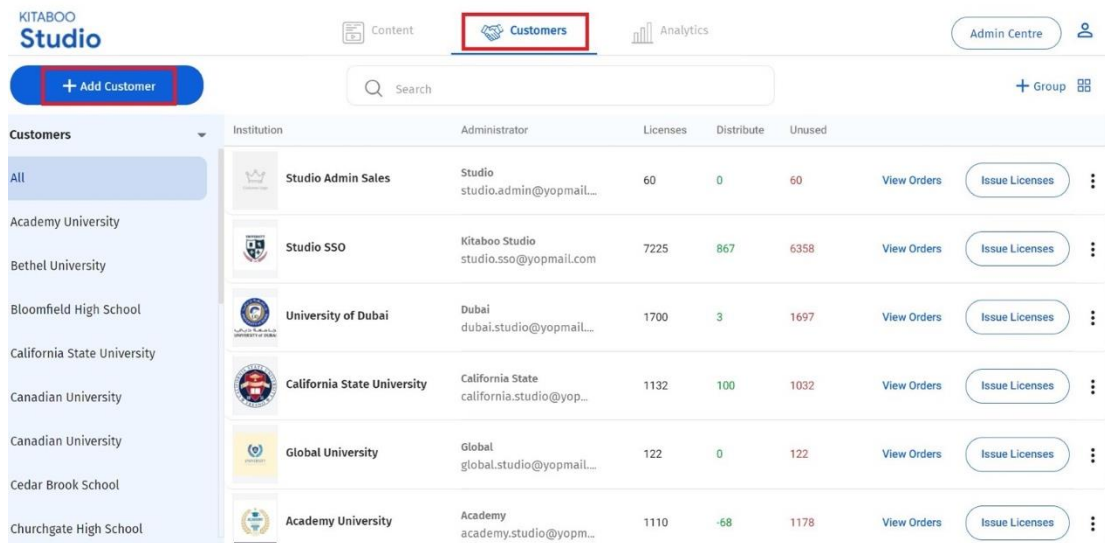 KITABOO
Studio
Content
Customers
Analytics
Admin Centre
+ Add Customer
Search
+ Group
Customers
Institution Administrator Licenses Distribute Unused
All
Academy University
Bethel University
Bloomfield High School
California State University
Canadian University
Canadian University
Cedar Brook School
Churchgate High School
Studio Admin Sales
Studio
studio.admin@yopmail....
60 0 60 View Orders Issue Licenses
Studio SSO
Kitaboo Studio
studio.sso@yopmail.com
7225 867 6358 View Orders Issue Licenses
University of Dubai
Dubai
dubai.studio@yopmail....
1700 3 1697 View Orders Issue Licenses
California State University
California State
california.studio@yop...
1132 100 1032 View Orders Issue Licenses
Global University
Global
global.studio@yopmail....
122 0 122 View Orders Issue Licenses
Academy University
Academy
academy.studio@yopm...
1110 -68 1178 View Orders Issue Licenses